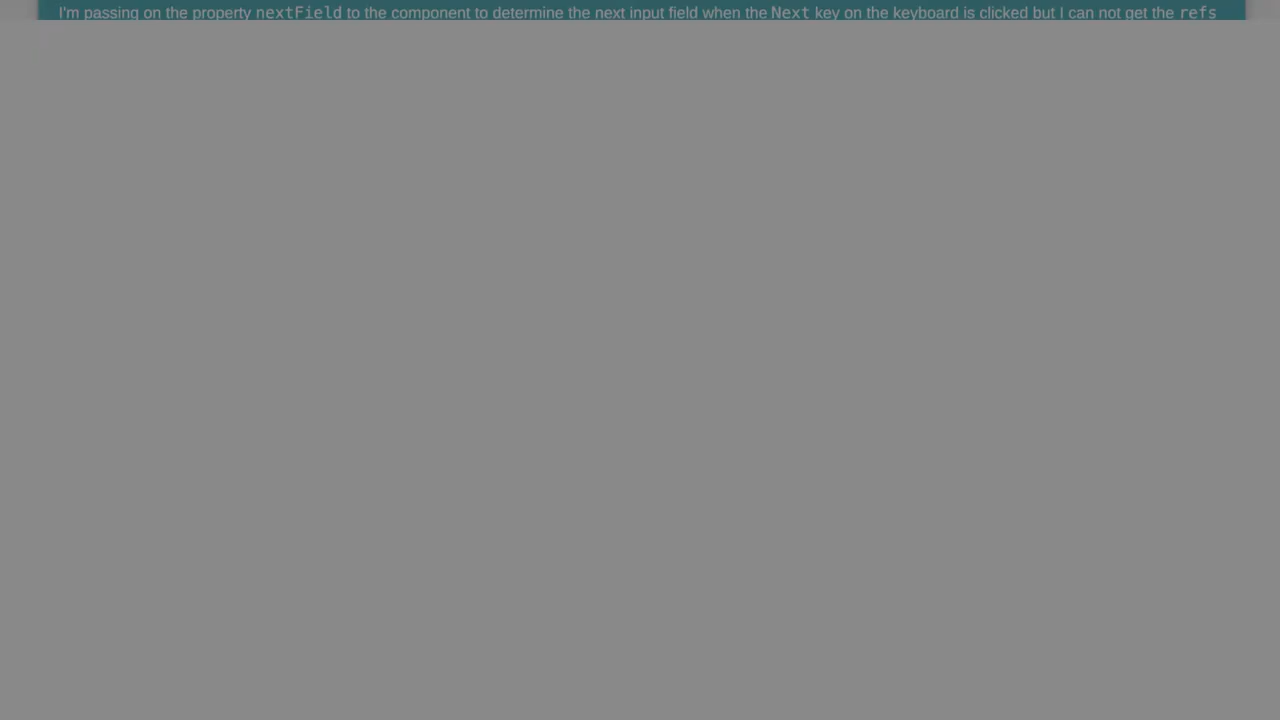 I'm passing on the property nextField to the component to determine the next input field when the Next key on the keyboard is clicked but I can not get the refs